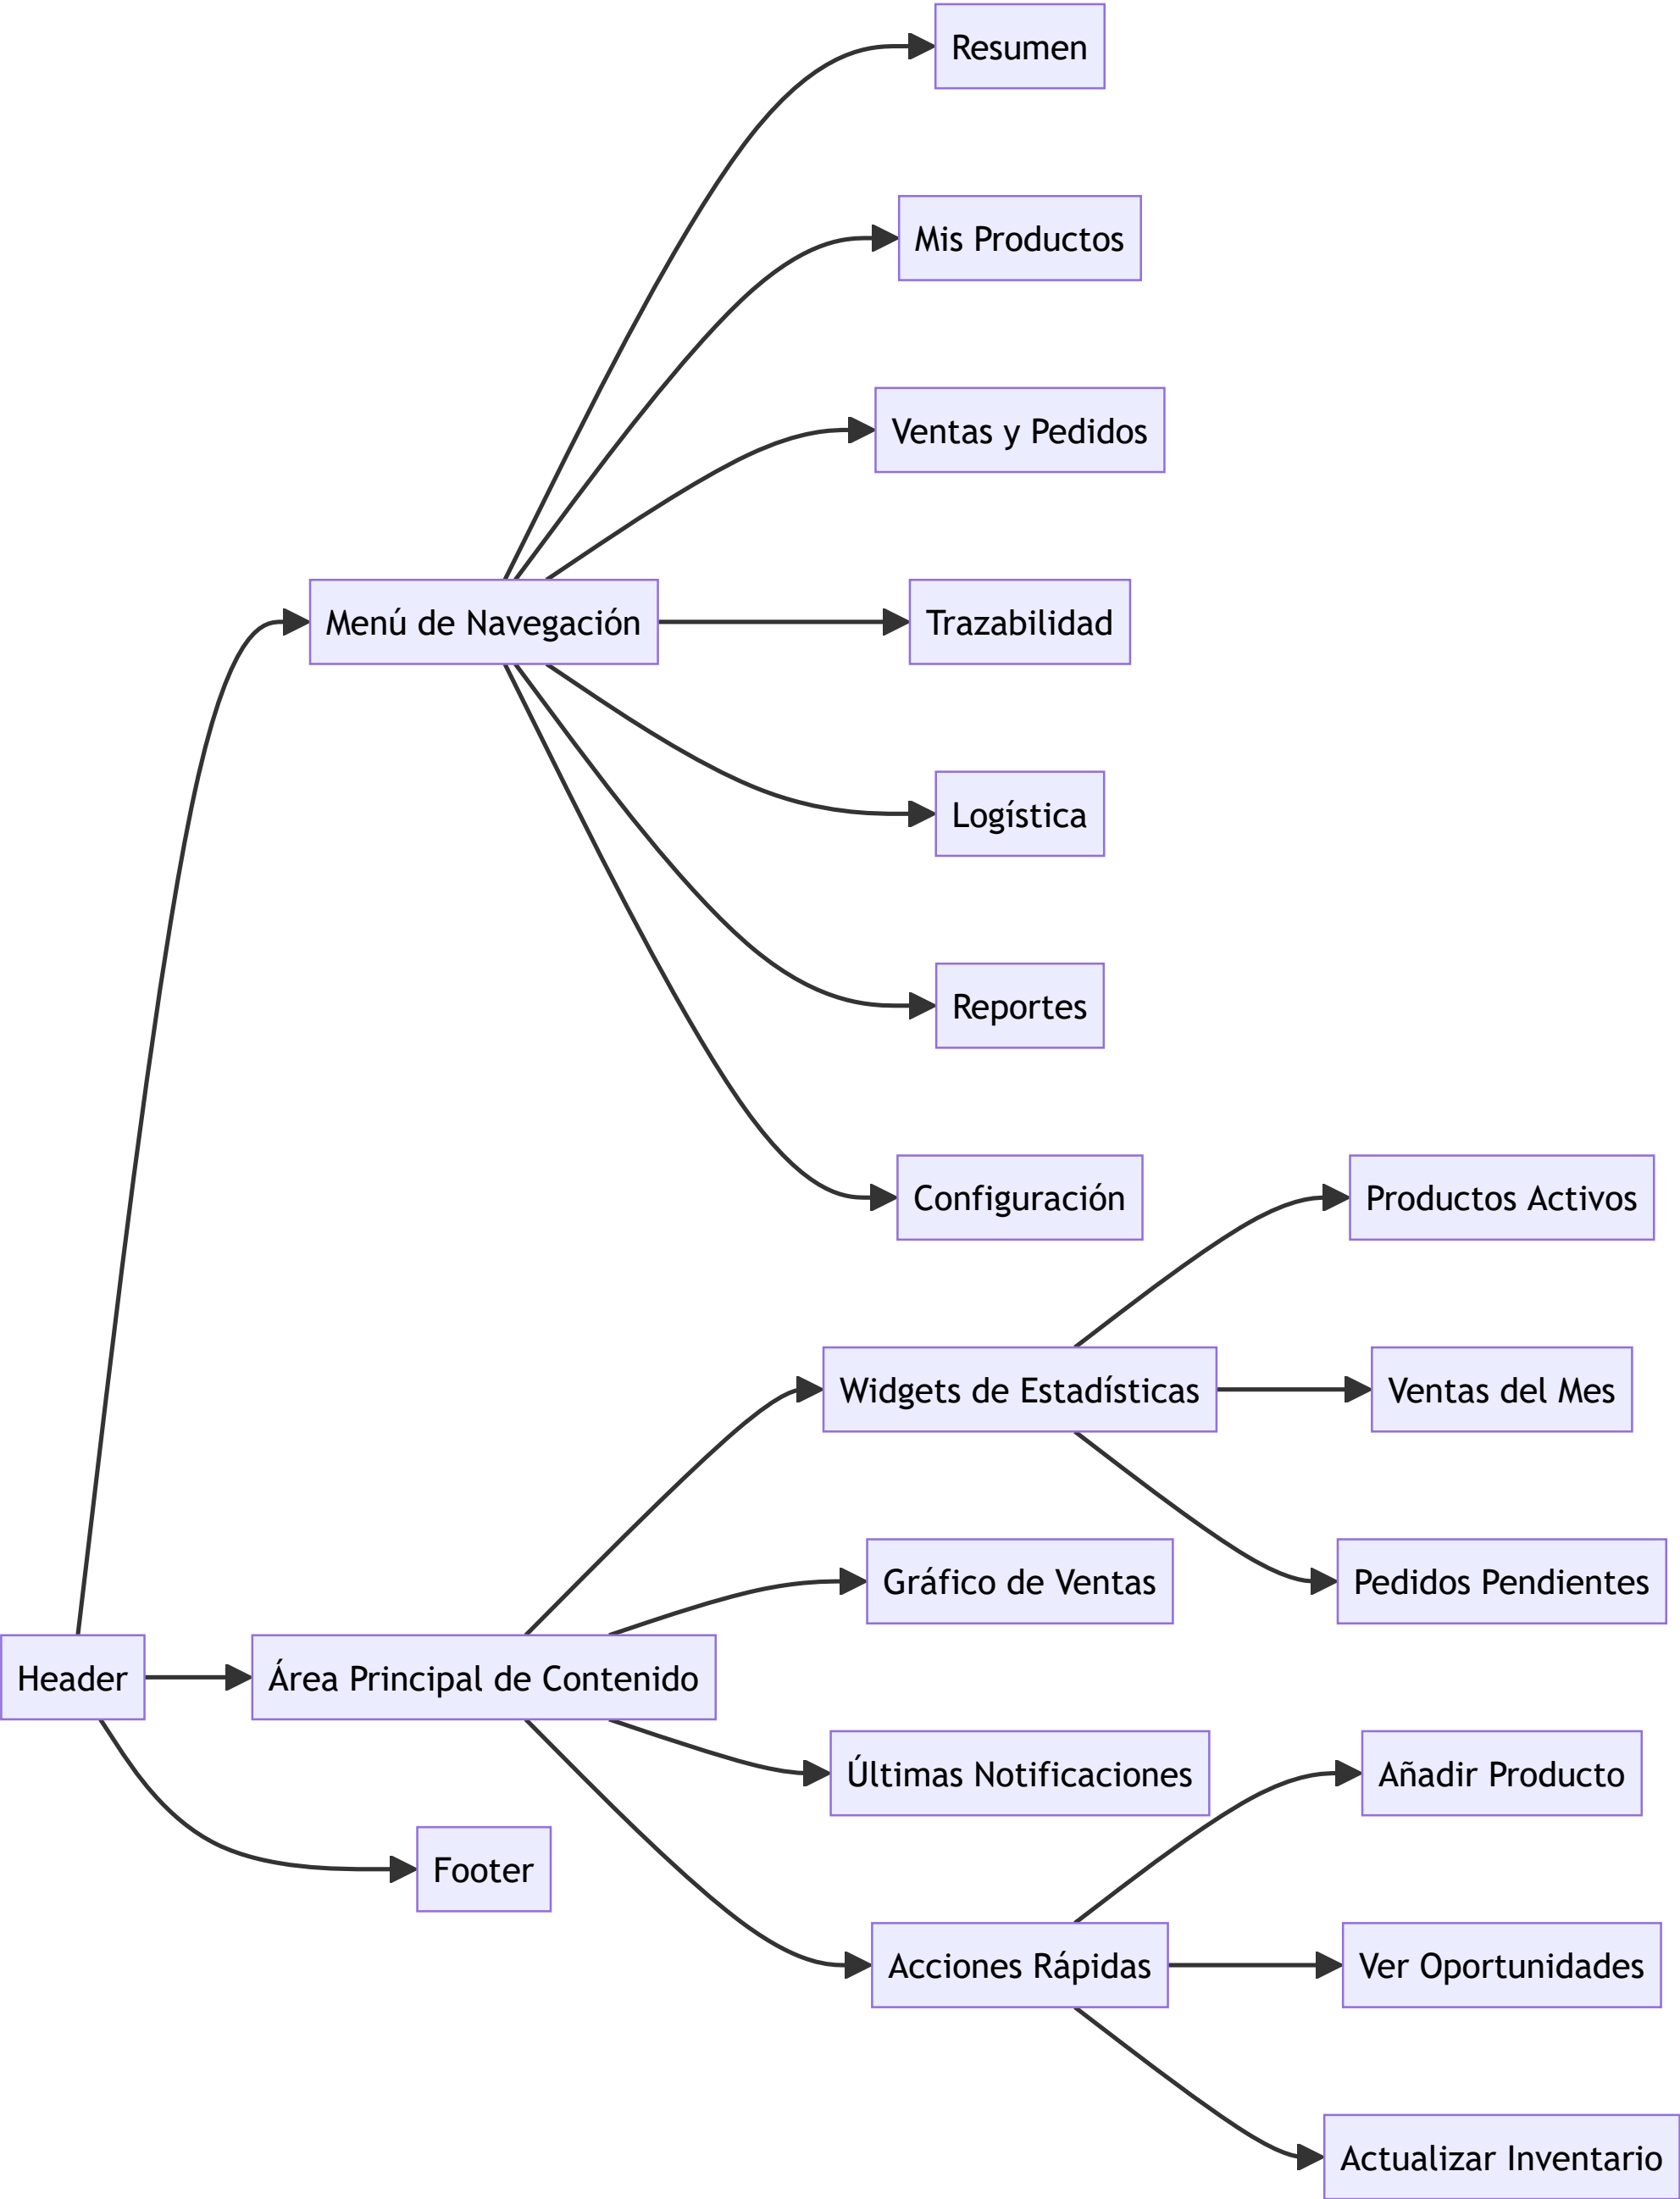 Resumen
Mis Productos
Ventas y Pedidos
Menú de Navegación
Trazabilidad
Logística
Reportes
Configuración
Productos Activos
Widgets de Estadísticas
Ventas del Mes
Gráfico de Ventas
Pedidos Pendientes
Header
Área Principal de Contenido
Últimas Notificaciones
Añadir Producto
Footer
Acciones Rápidas
Ver Oportunidades
Actualizar Inventario